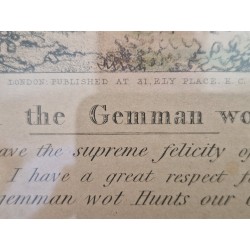 LONDON: PUBLISHED AT 31, ELY PLACE, E. C.
the Gemman wo
ave the supreme felicity of
I have a great respect f
gemman wot Hunts our